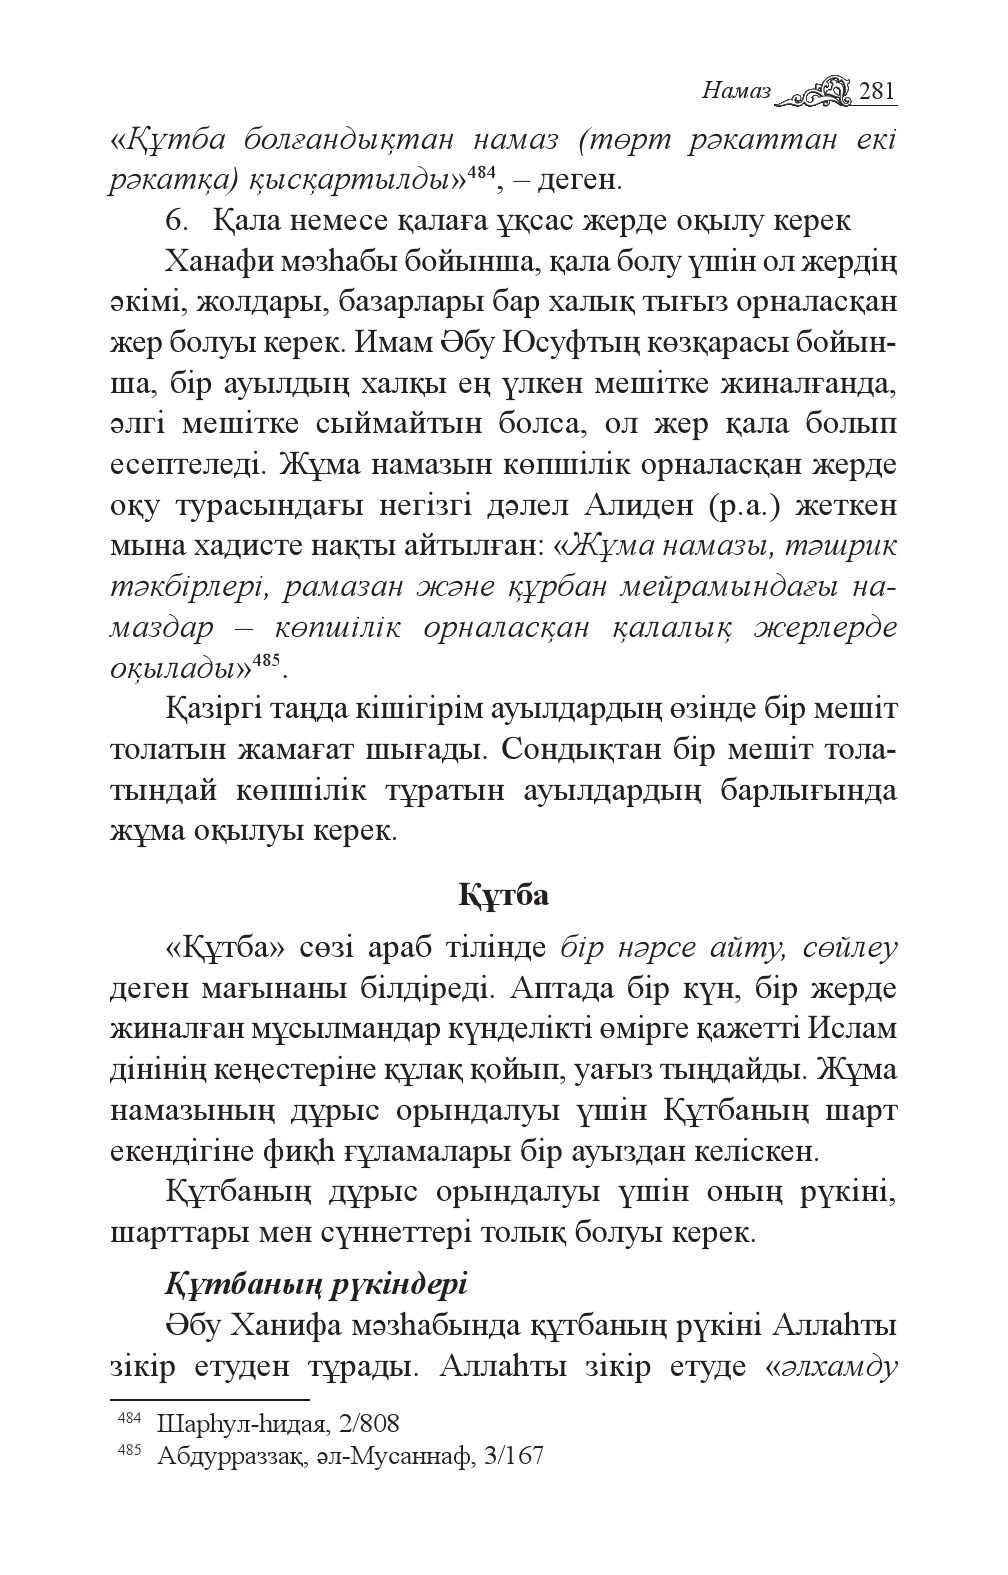 Намаз 281
«Құтба болғандықтан намаз (төрт рәкаттан екі
рәкатқа) қысқартылды»484, – деген.
6. Қала немесе қалаға ұқсас жерде оқылу керек
Ханафи мәзһабы бойынша, қала болу үшін ол жердің
әкімі, жолдары, базарлары бар халық тығыз орналасқан
жер болуы керек. Имам Әбу Юсуфтың көзқарасы бойын-
ша, бір ауылдың халқы ең үлкен мешітке жиналғанда,
әлгі мешітке сыймайтын болса, ол жер қала болып
есептеледі. Жұма намазын көпшілік орналасқан жерде
оқу турасындағы негізгі дәлел Алиден (р.а.) жеткен
мына хадисте нақты айтылған: «Жұма намазы, тәшрик
тәкбірлері, рамазан және құрбан мейрамындағы на-
маздар – көпшілік орналасқан қалалық жерлерде
оқылады»485.
Қазіргі таңда кішігірім ауылдардың өзінде бір мешіт
толатын жамағат шығады. Сондықтан бір мешіт тола-
тындай көпшілік тұратын ауылдардың барлығында
жұма оқылуы керек.
Құтба
«Құтба» сөзі араб тілінде бір нәрсе айту, сөйлеу
деген мағынаны білдіреді. Аптада бір күн, бір жерде
жиналған мұсылмандар күнделікті өмірге қажетті Ислам
дінінің кеңестеріне құлақ қойып, уағыз тыңдайды. Жұма
намазының дұрыс орындалуы үшін Құтбаның шарт
екендігіне фиқһ ғұламалары бір ауыздан келіскен.
Құтбаның дұрыс орындалуы үшін оның рүкіні,
шарттары мен сүннеттері толық болуы керек.
Құтбаның рүкіндері
Әбу Ханифа мәзһабында құтбаның рүкіні Аллаһты
зікір етуден тұрады. Аллаһты зікір етуде «әлхамду
484 Шарһул-һидая, 2/808
485 Абдурраззақ, әл-Мусаннаф, 3/167